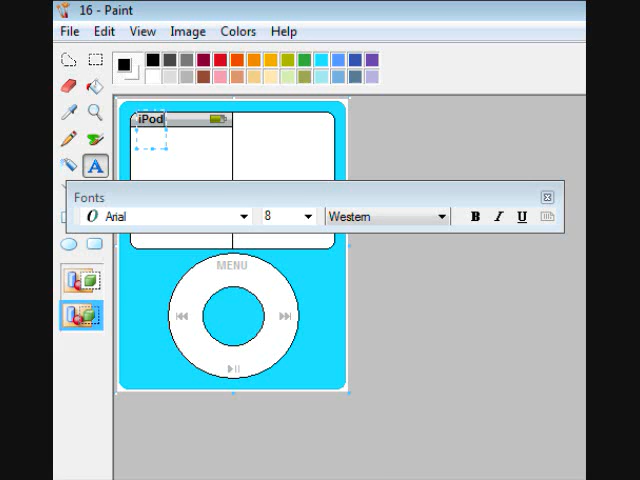 16 - Paint
File Edit View Image Colors Help
iPod
A
Fonts
O Arial 8 Western B I U
MENU